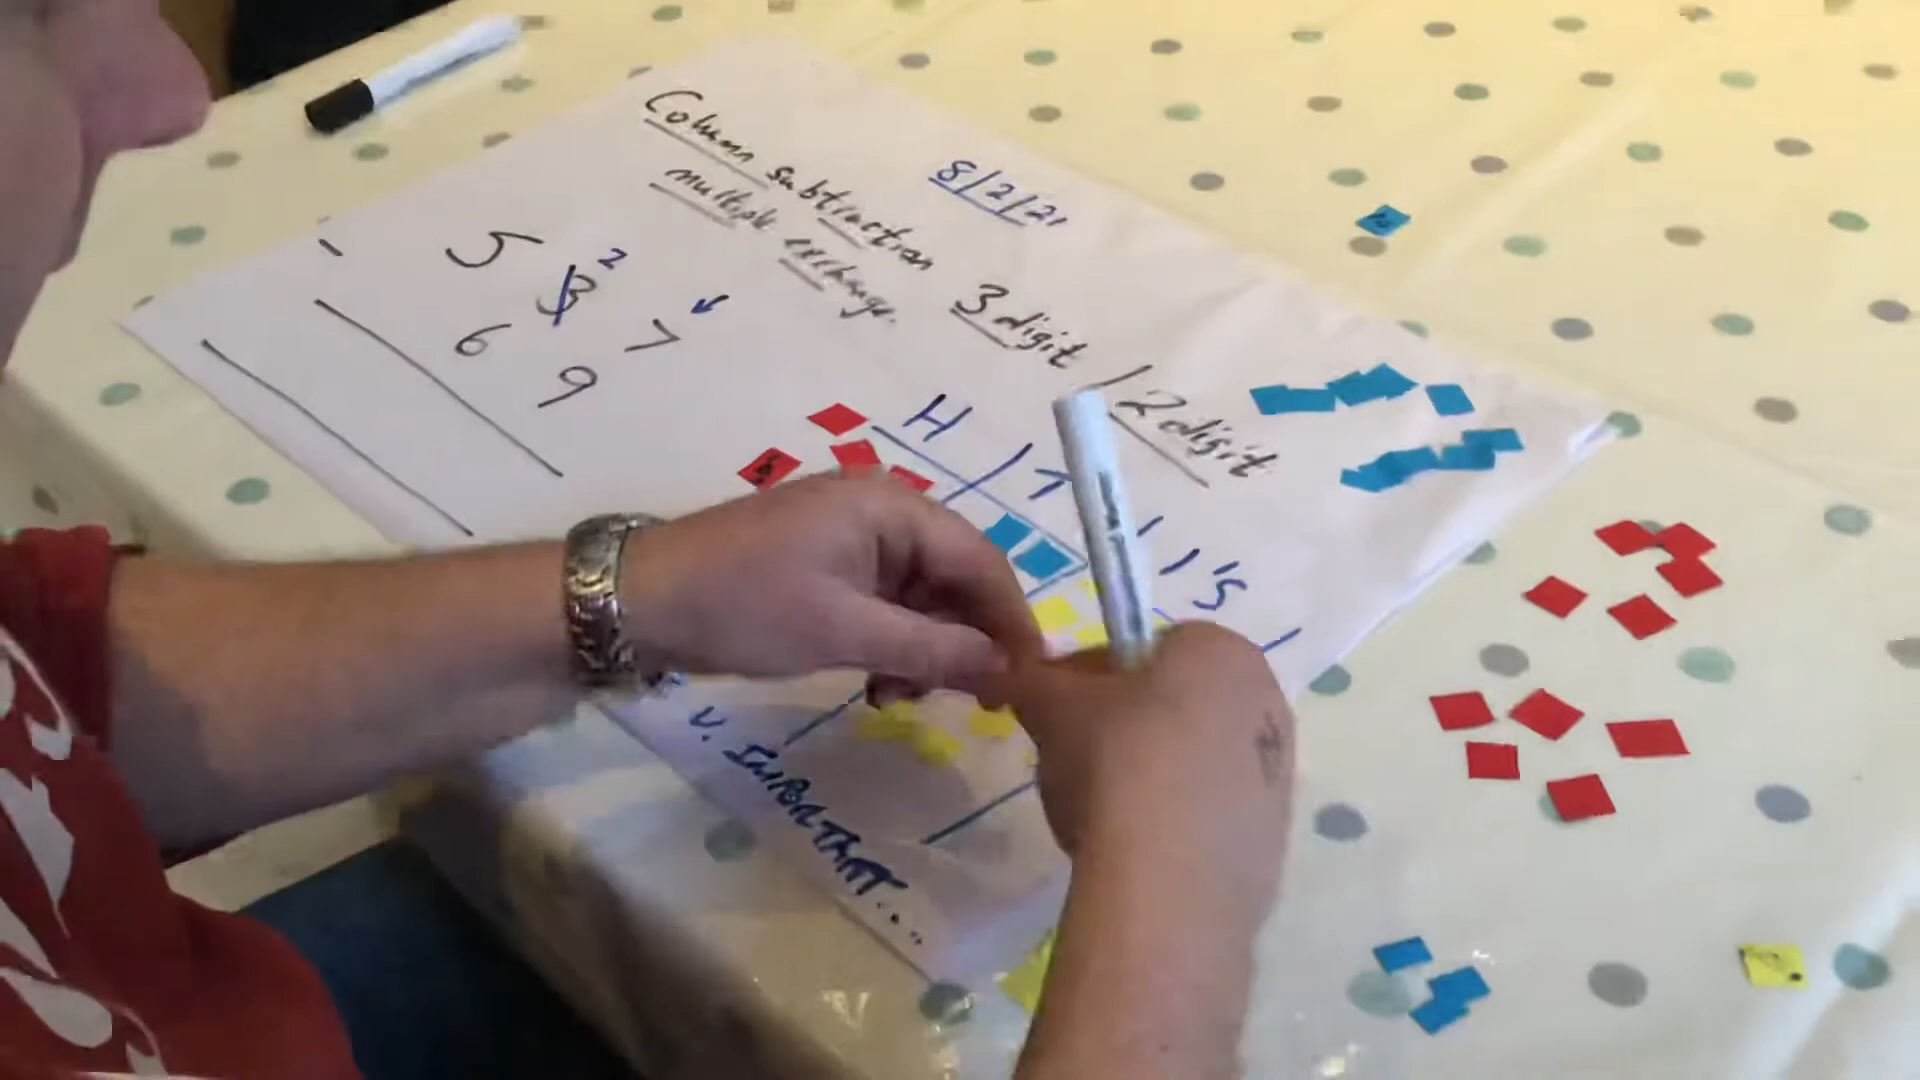 8/2/21
Column subtraction 3 digit / 2 digit
multiple exchange.
2
5 3 7
- 6 9
H T 1's
V. IMPORTANT...